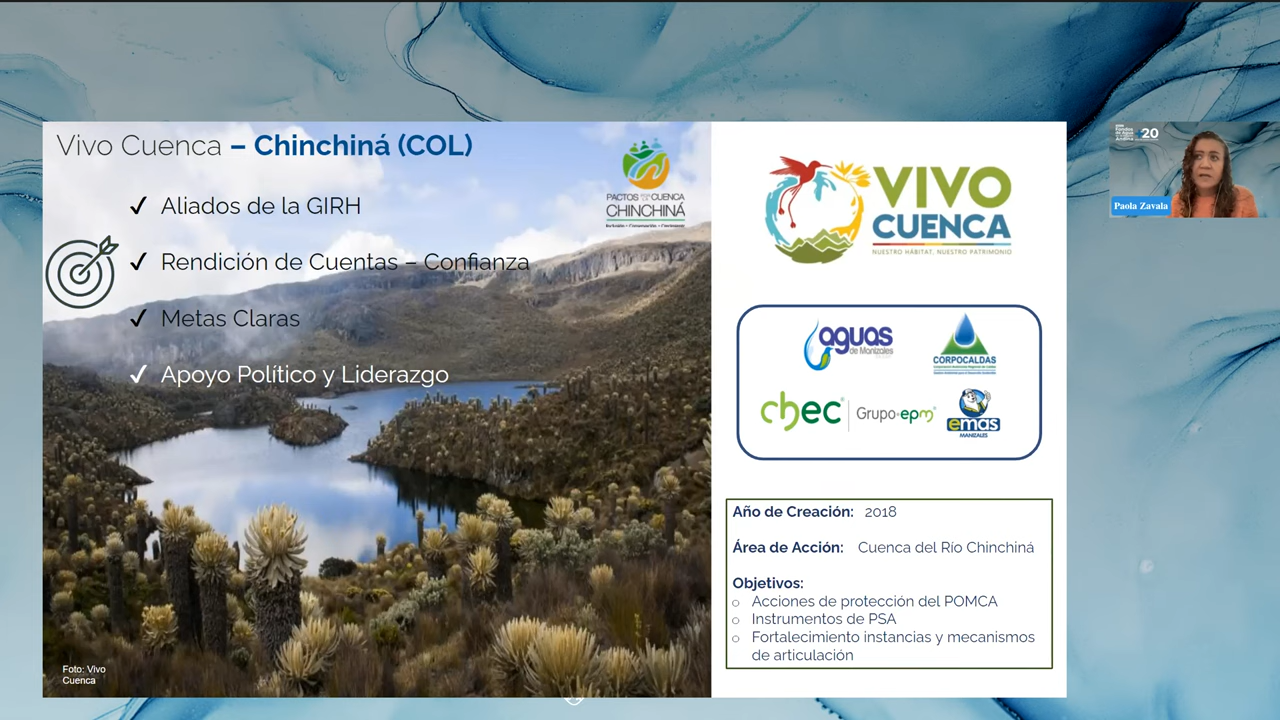 Vivo Cuenca – Chinchiná (COL)
✓ Aliados de la GIRH
✓ Rendición de Cuentas – Confianza
✓ Metas Claras
✓ Apoyo Político y Liderazgo
PACTOS CUENCA
CHINCHINÁ
Foto: Vivo
Cuenca
VIVO
CUENCA
NUESTRO HÁBITAT, NUESTRO PATRIMONIO
aguas
de Manizales
CORPOCALDAS
chec
Grupo·epm
emas
MANIZALES
Año de Creación: 2018
Área de Acción: Cuenca del Río Chinchiná
Objetivos:
○ Acciones de protección del POMCA
○ Instrumentos de PSA
○ Fortalecimiento instancias y mecanismos
de articulación
+20
Paola Zavala